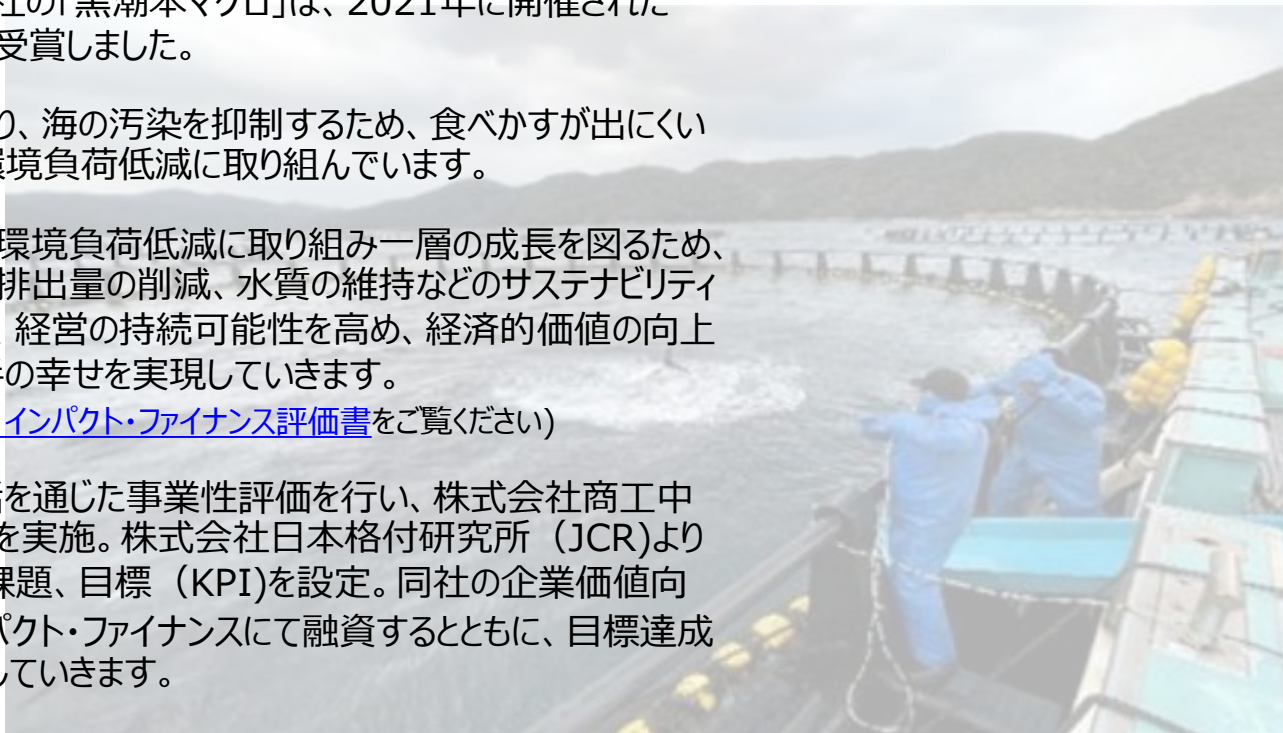 社の「黒潮本マグロ」は、2021年に開催された
受賞しました。
り、海の汚染を抑制するため、食べかすが出にくい
環境負荷低減に取り組んでいます。
環境負荷低減に取り組み一層の成長を図るため、
排出量の削減、水質の維持などのサステナビリティ
経営の持続可能性を高め、経済的価値の向上
の幸せを実現していきます。
インパクト・ファイナンス評価書をご覧ください)
を通じた事業性評価を行い、株式会社商工中
を実施。株式会社日本格付研究所（JCR)より
課題、目標（KPI)を設定。同社の企業価値向
パクト・ファイナンスにて融資するとともに、目標達成
していきます。